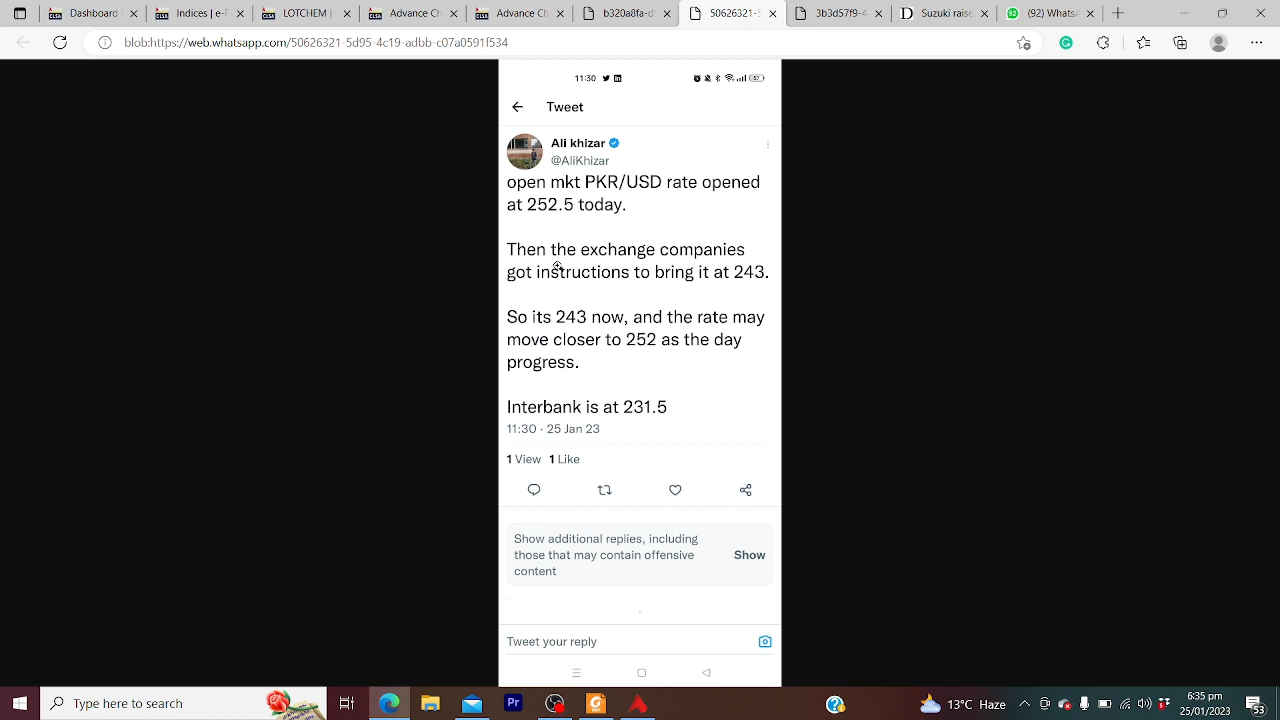 Dashboard
Indices | e-D
LOTCHEM |
Advance Ch
Advance Ch
b320a8fa-ad
50626321-5
3b3d57f9-c
D Suzuki raise
(92) WhatsA
blob:https://web.whatsapp.com/50626321-5d95-4c19-adbb-c07a0591f534
11:30
57
Tweet
Ali khizar
@AliKhizar
open mkt PKR/USD rate opened
at 252.5 today.
Then the exchange companies
got instructions to bring it at 243.
So its 243 now, and the rate may
move closer to 252 as the day
progress.
Interbank is at 231.5
11:30 · 25 Jan 23
1 View 1 Like
Show additional replies, including
those that may contain offensive
content
Show
Tweet your reply
Type here to search
Pr
13°C Haze
6:35 pm
25/01/2023